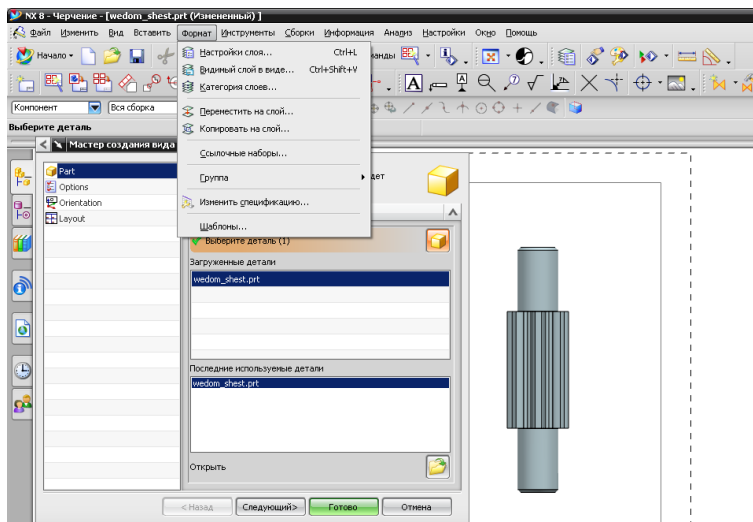 NX 8 - Черчение - [wedom_shest.prt (Измененный) ]
Файл Изменить Вид Вставить Формат Инструменты Сборки Информация Анализ Настройки Окно Помощь
Начало
Настройки слоя... Ctrl+L
Видимый слой в виде... Ctrl+Shift+V
Категория слоев...
Переместить на слой...
Копировать на слой...
Ссылочные наборы...
Группа
Изменить спецификацию...
Шаблоны...
Компонент Вся сборка
Выберите деталь
Мастер создания вида
Part
Options
Orientation
Layout
Выберите деталь (1)
Загруженные детали
wedom_shest.prt
Последние используемые детали
wedom_shest.prt
Открыть
< Назад Следующий> Готово Отмена